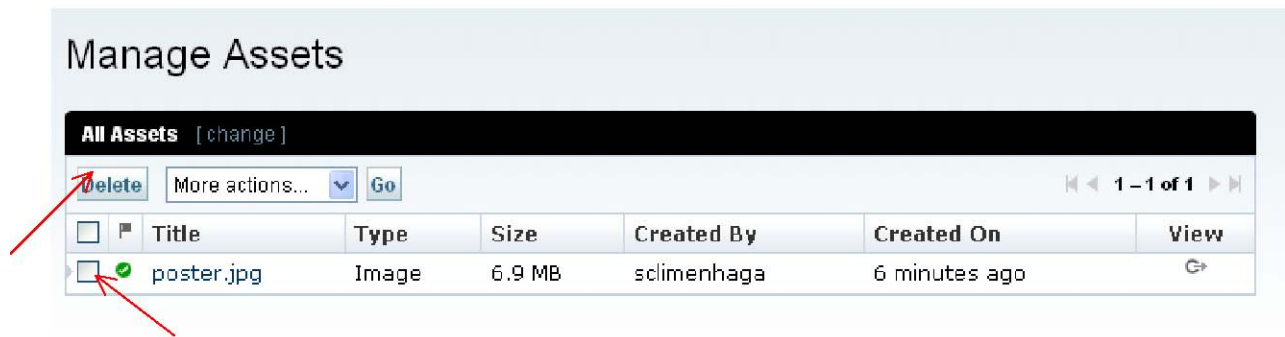 Manage Assets
All Assets [change]
Delete More actions... Go 1 – 1 of 1
Title Type Size Created By Created On View
poster.jpg Image 6.9 MB sclimenhaga 6 minutes ago